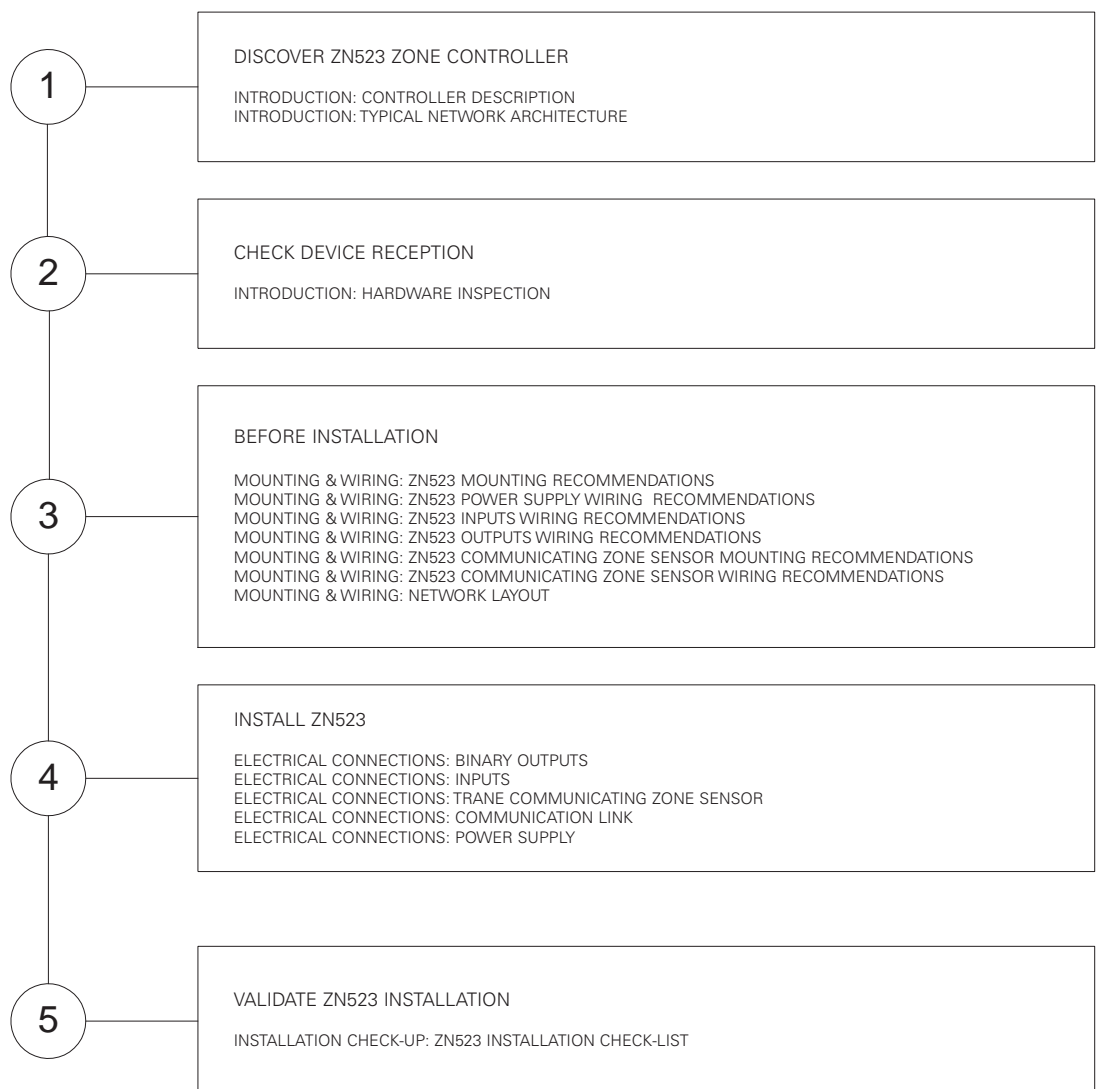 1
DISCOVER ZN523 ZONE CONTROLLER
INTRODUCTION: CONTROLLER DESCRIPTION
INTRODUCTION: TYPICAL NETWORK ARCHITECTURE
2
CHECK DEVICE RECEPTION
INTRODUCTION: HARDWARE INSPECTION
3
BEFORE INSTALLATION
MOUNTING & WIRING: ZN523 MOUNTING RECOMMENDATIONS
MOUNTING & WIRING: ZN523 POWER SUPPLY WIRING RECOMMENDATIONS
MOUNTING & WIRING: ZN523 INPUTS WIRING RECOMMENDATIONS
MOUNTING & WIRING: ZN523 OUTPUTS WIRING RECOMMENDATIONS
MOUNTING & WIRING: ZN523 COMMUNICATING ZONE SENSOR MOUNTING RECOMMENDATIONS
MOUNTING & WIRING: ZN523 COMMUNICATING ZONE SENSOR WIRING RECOMMENDATIONS
MOUNTING & WIRING: NETWORK LAYOUT
4
INSTALL ZN523
ELECTRICAL CONNECTIONS: BINARY OUTPUTS
ELECTRICAL CONNECTIONS: INPUTS
ELECTRICAL CONNECTIONS: TRANE COMMUNICATING ZONE SENSOR
ELECTRICAL CONNECTIONS: COMMUNICATION LINK
ELECTRICAL CONNECTIONS: POWER SUPPLY
5
VALIDATE ZN523 INSTALLATION
INSTALLATION CHECK-UP: ZN523 INSTALLATION CHECK-LIST